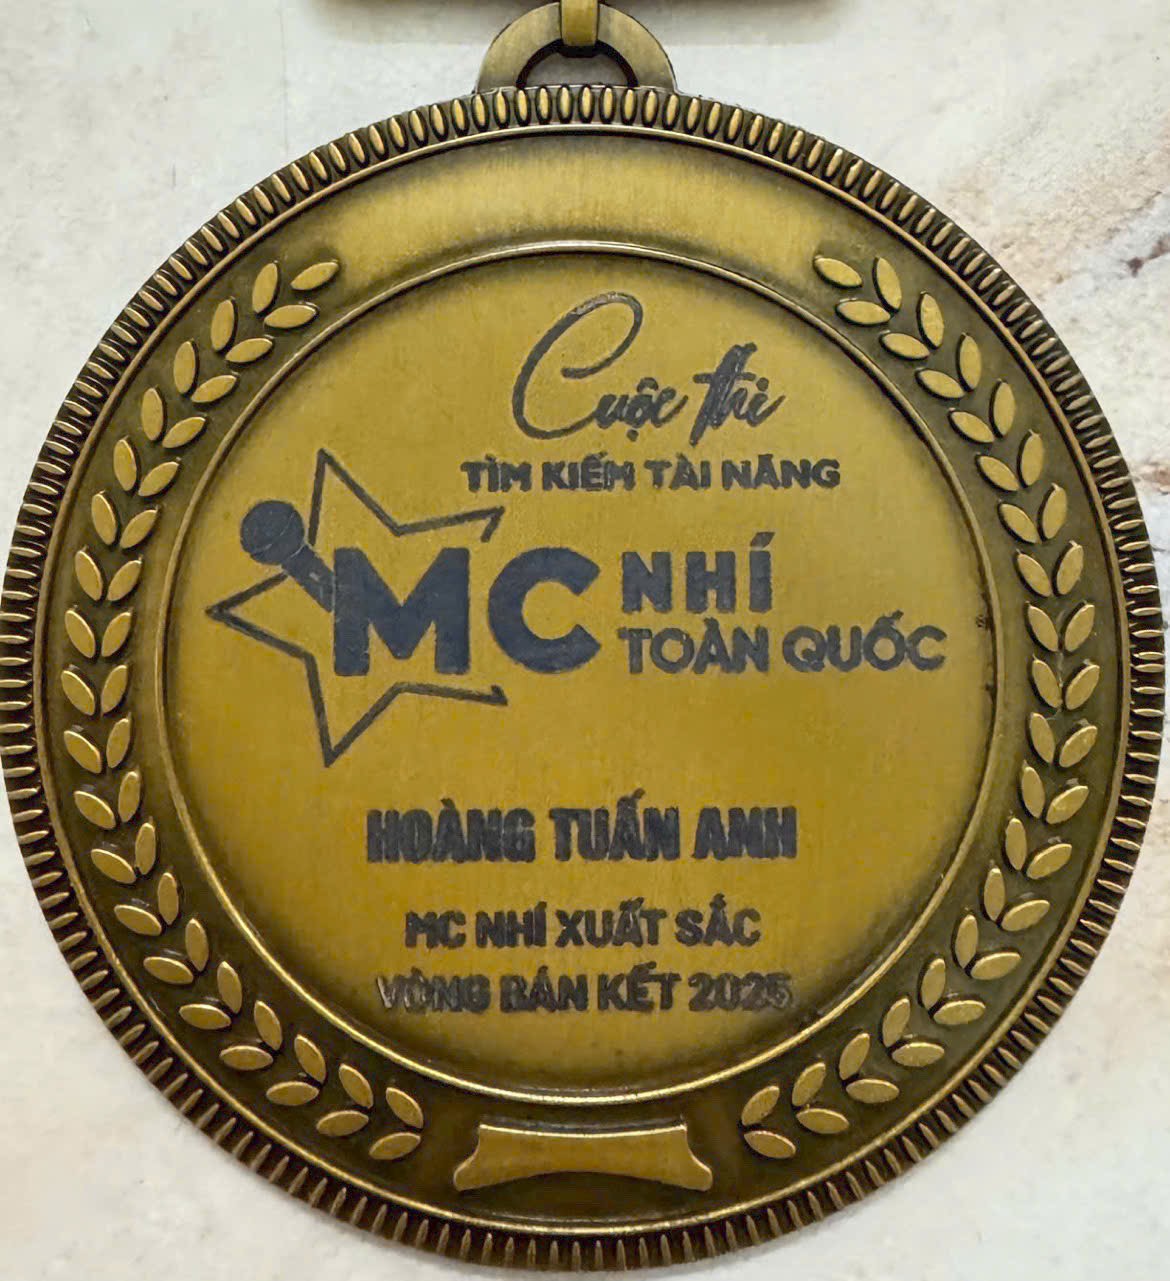 Cuộc thi
TÌM KIẾM TÀI NĂNG
MC NHÍ
TOÀN QUỐC
HOÀNG TUẤN ANH
MC NHÍ XUẤT SẮC
VÒNG BÁN KẾT 2025